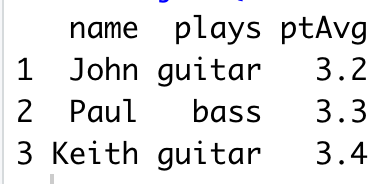 name plays ptAvg
1 John guitar 3.2
2 Paul bass 3.3
3 Keith guitar 3.4